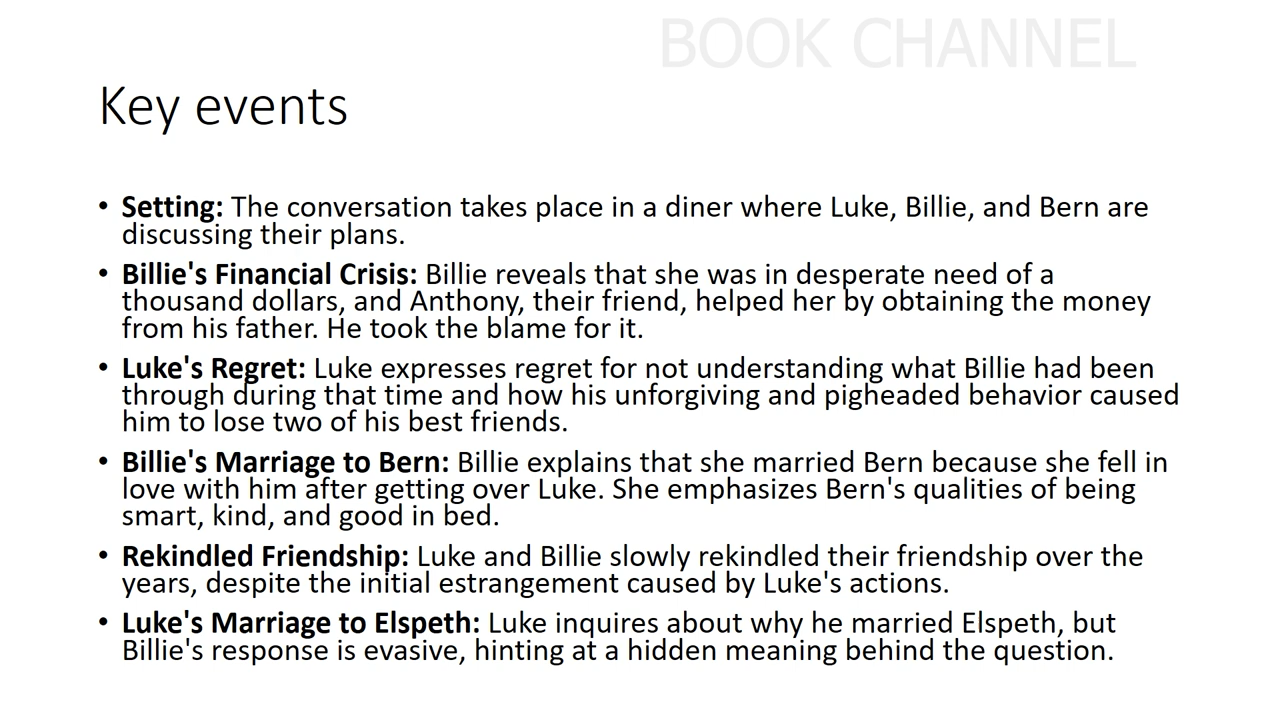 BOOK CHANNEL
Key events
• Setting: The conversation takes place in a diner where Luke, Billie, and Bern are
discussing their plans.
• Billie's Financial Crisis: Billie reveals that she was in desperate need of a
thousand dollars, and Anthony, their friend, helped her by obtaining the money
from his father. He took the blame for it.
• Luke's Regret: Luke expresses regret for not understanding what Billie had been
through during that time and how his unforgiving and pigheaded behavior caused
him to lose two of his best friends.
• Billie's Marriage to Bern: Billie explains that she married Bern because she fell in
love with him after getting over Luke. She emphasizes Bern's qualities of being
smart, kind, and good in bed.
• Rekindled Friendship: Luke and Billie slowly rekindled their friendship over the
years, despite the initial estrangement caused by Luke's actions.
• Luke's Marriage to Elspeth: Luke inquires about why he married Elspeth, but
Billie's response is evasive, hinting at a hidden meaning behind the question.